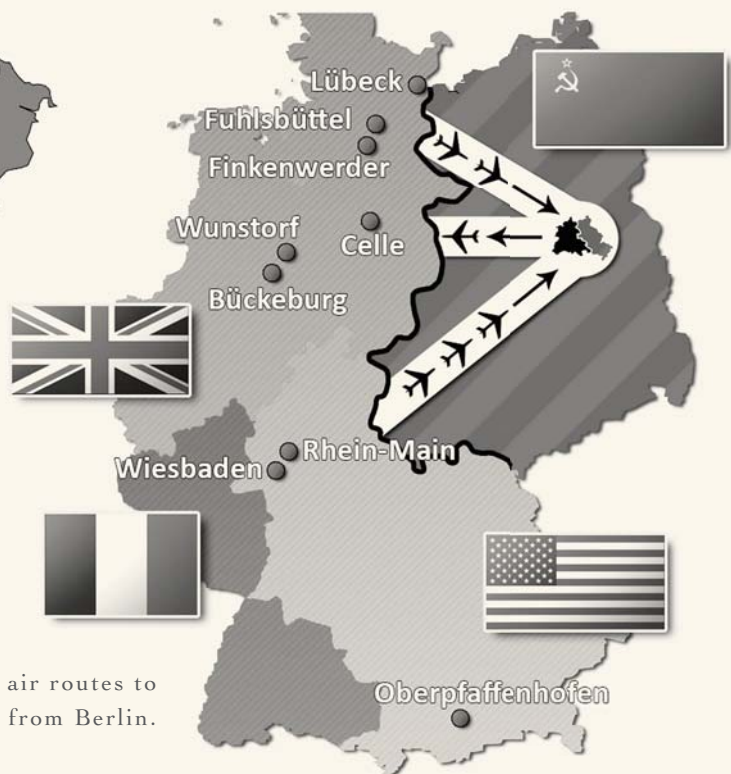 Lübeck
Fuhlsbüttel
Finkenwerder
Wunstorf
Celle
Bückeburg
Rhein-Main
Wiesbaden
Oberpfaffenhofen
air routes to
from Berlin.